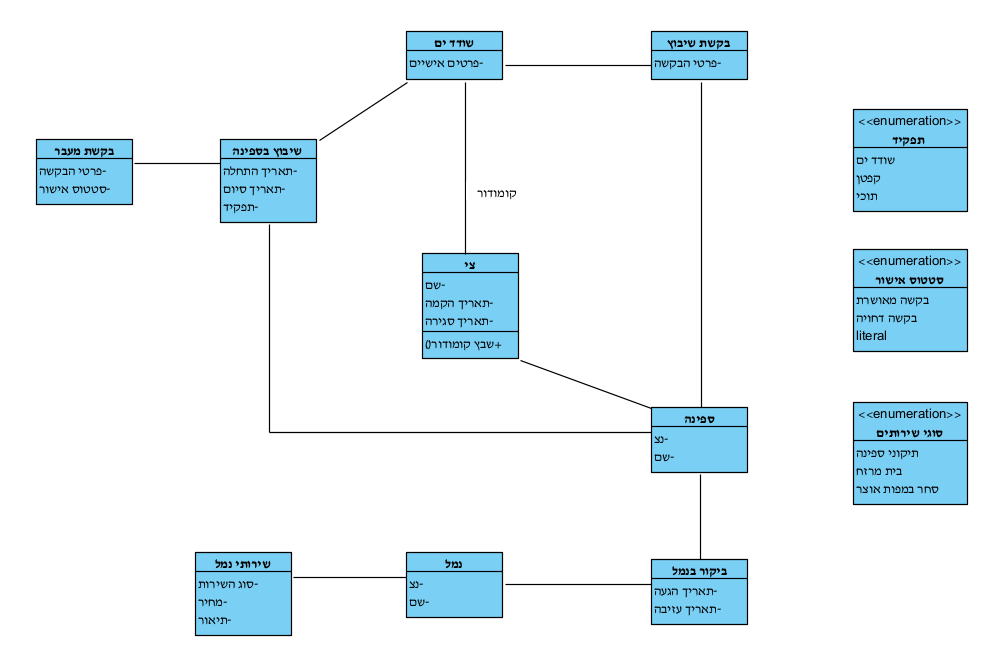 שודד ים
-פרטים אישיים
בקשת שיבוץ
-פרטי הבקשה
<<enumeration>>
תפקיד
שודד ים
קפטן
תוכי
בקשת מעבר
-פרטי הבקשה
-סטטוס אישור
שיבוץ בספינה
-תאריך התחלה
-תאריך סיום
-תפקיד
קומודור
צי
-שם
-תאריך הקמה
-תאריך סגירה
+שבץ קומודור()
<<enumeration>>
סטטוס אישור
בקשה מאושרת
בקשה דחויה
literal
ספינה
-נצ
-שם
<<enumeration>>
סוגי שירותים
תיקוני ספינה
בית מרזח
סחר במפות אוצר
שירותי נמל
-סוג השירות
-מחיר
-תיאור
נמל
-נצ
-שם
ביקור בנמל
-תאריך הגעה
-תאריך עזיבה